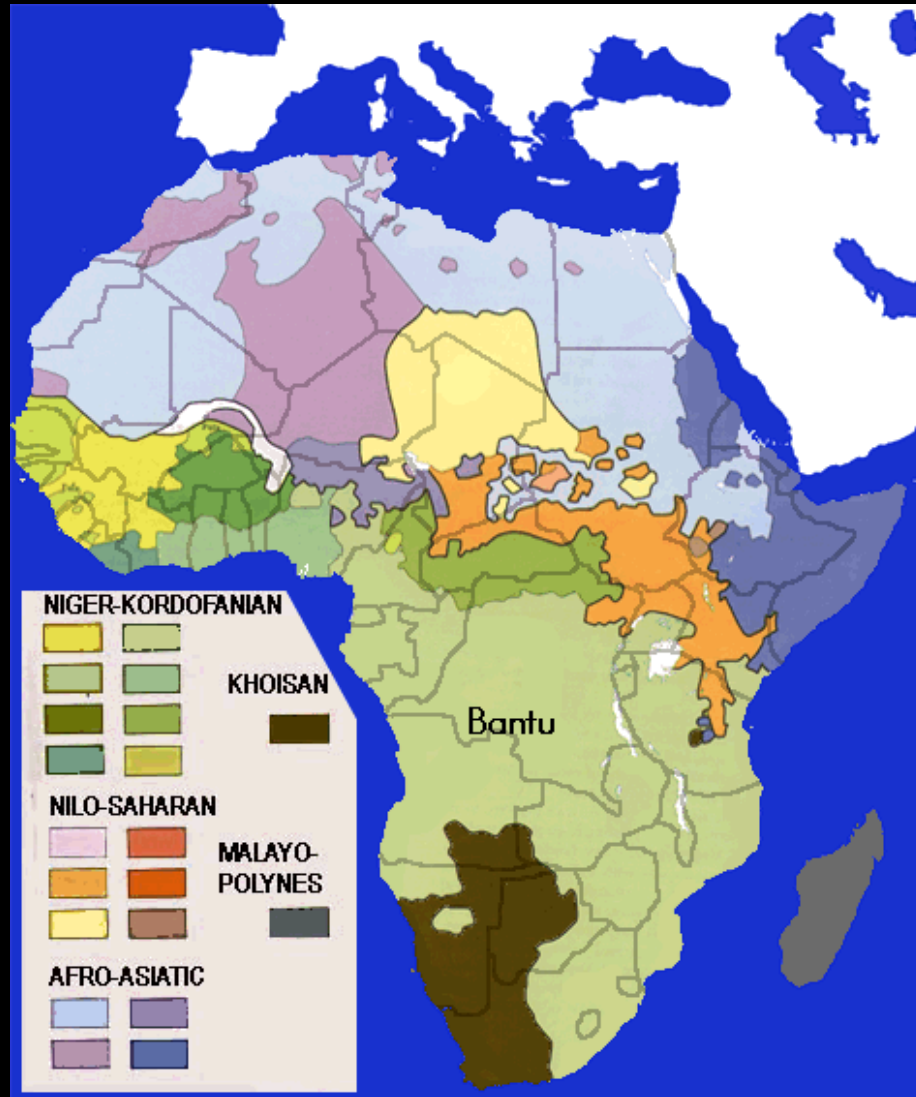 Bantu
NIGER-KORDOFANIAN
KHOISAN
NILO-SAHARAN
MALAYO-
POLYNES
AFRO-ASIATIC